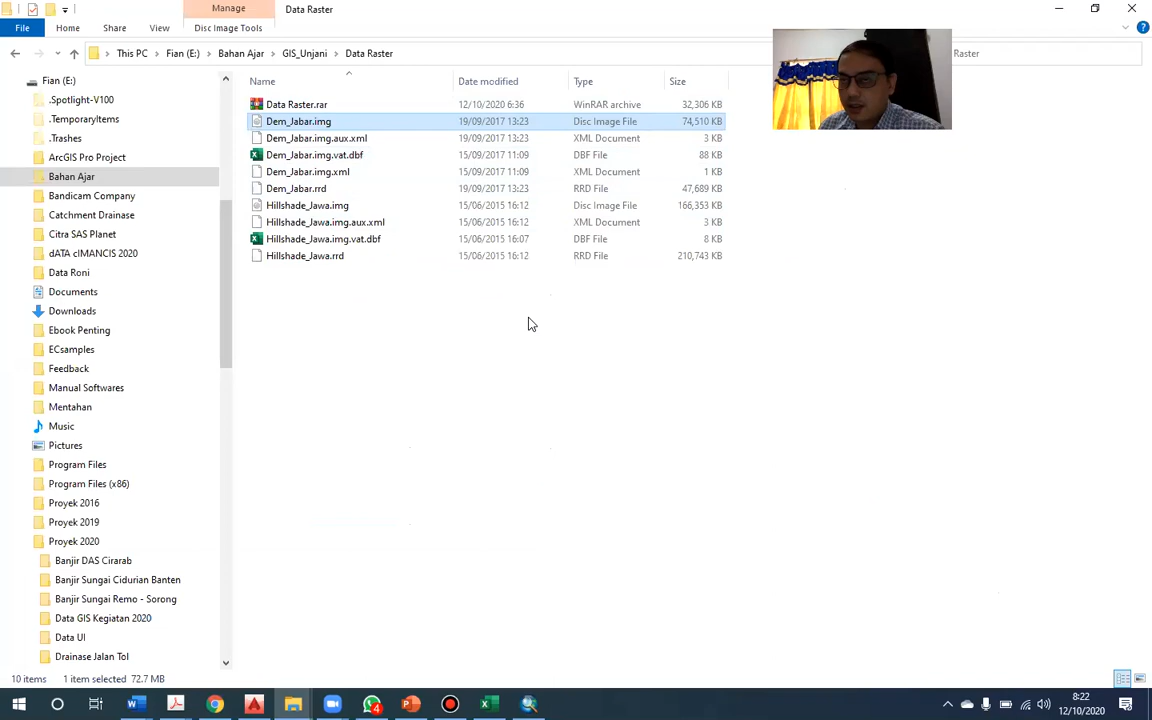 Manage
Data Raster
File
Home
Share
View
Disc Image Tools
This PC
Fian (E:)
Bahan Ajar
GIS_Unjani
Data Raster
Raster
Fian (E:)
.Spotlight-V100
.TemporaryItems
.Trashes
ArcGIS Pro Project
Bahan Ajar
Bandicam Company
Catchment Drainase
Citra SAS Planet
dATA cIMANCIS 2020
Data Roni
Documents
Downloads
Ebook Penting
ECsamples
Feedback
Manual Softwares
Mentahan
Music
Pictures
Program Files
Program Files (x86)
Proyek 2016
Proyek 2019
Proyek 2020
Banjir DAS Cirarab
Banjir Sungai Cidurian Banten
Banjir Sungai Remo - Sorong
Data GIS Kegiatan 2020
Data UI
Drainase Jalan Tol
Name Date modified Type Size
Data Raster.rar 12/10/2020 6:36 WinRAR archive 32,306 KB
Dem_Jabar.img 19/09/2017 13:23 Disc Image File 74,510 KB
Dem_Jabar.img.aux.xml 19/09/2017 13:23 XML Document 3 KB
Dem_Jabar.img.vat.dbf 15/09/2017 11:09 DBF File 88 KB
Dem_Jabar.img.xml 15/09/2017 11:09 XML Document 1 KB
Dem_Jabar.rrd 19/09/2017 13:23 RRD File 47,689 KB
Hillshade_Jawa.img 15/06/2015 16:12 Disc Image File 166,353 KB
Hillshade_Jawa.img.aux.xml 15/06/2015 16:12 XML Document 3 KB
Hillshade_Jawa.img.vat.dbf 15/06/2015 16:07 DBF File 8 KB
Hillshade_Jawa.rrd 15/06/2015 16:12 RRD File 210,743 KB
10 items 1 item selected 72.7 MB
4
8:22
12/10/2020